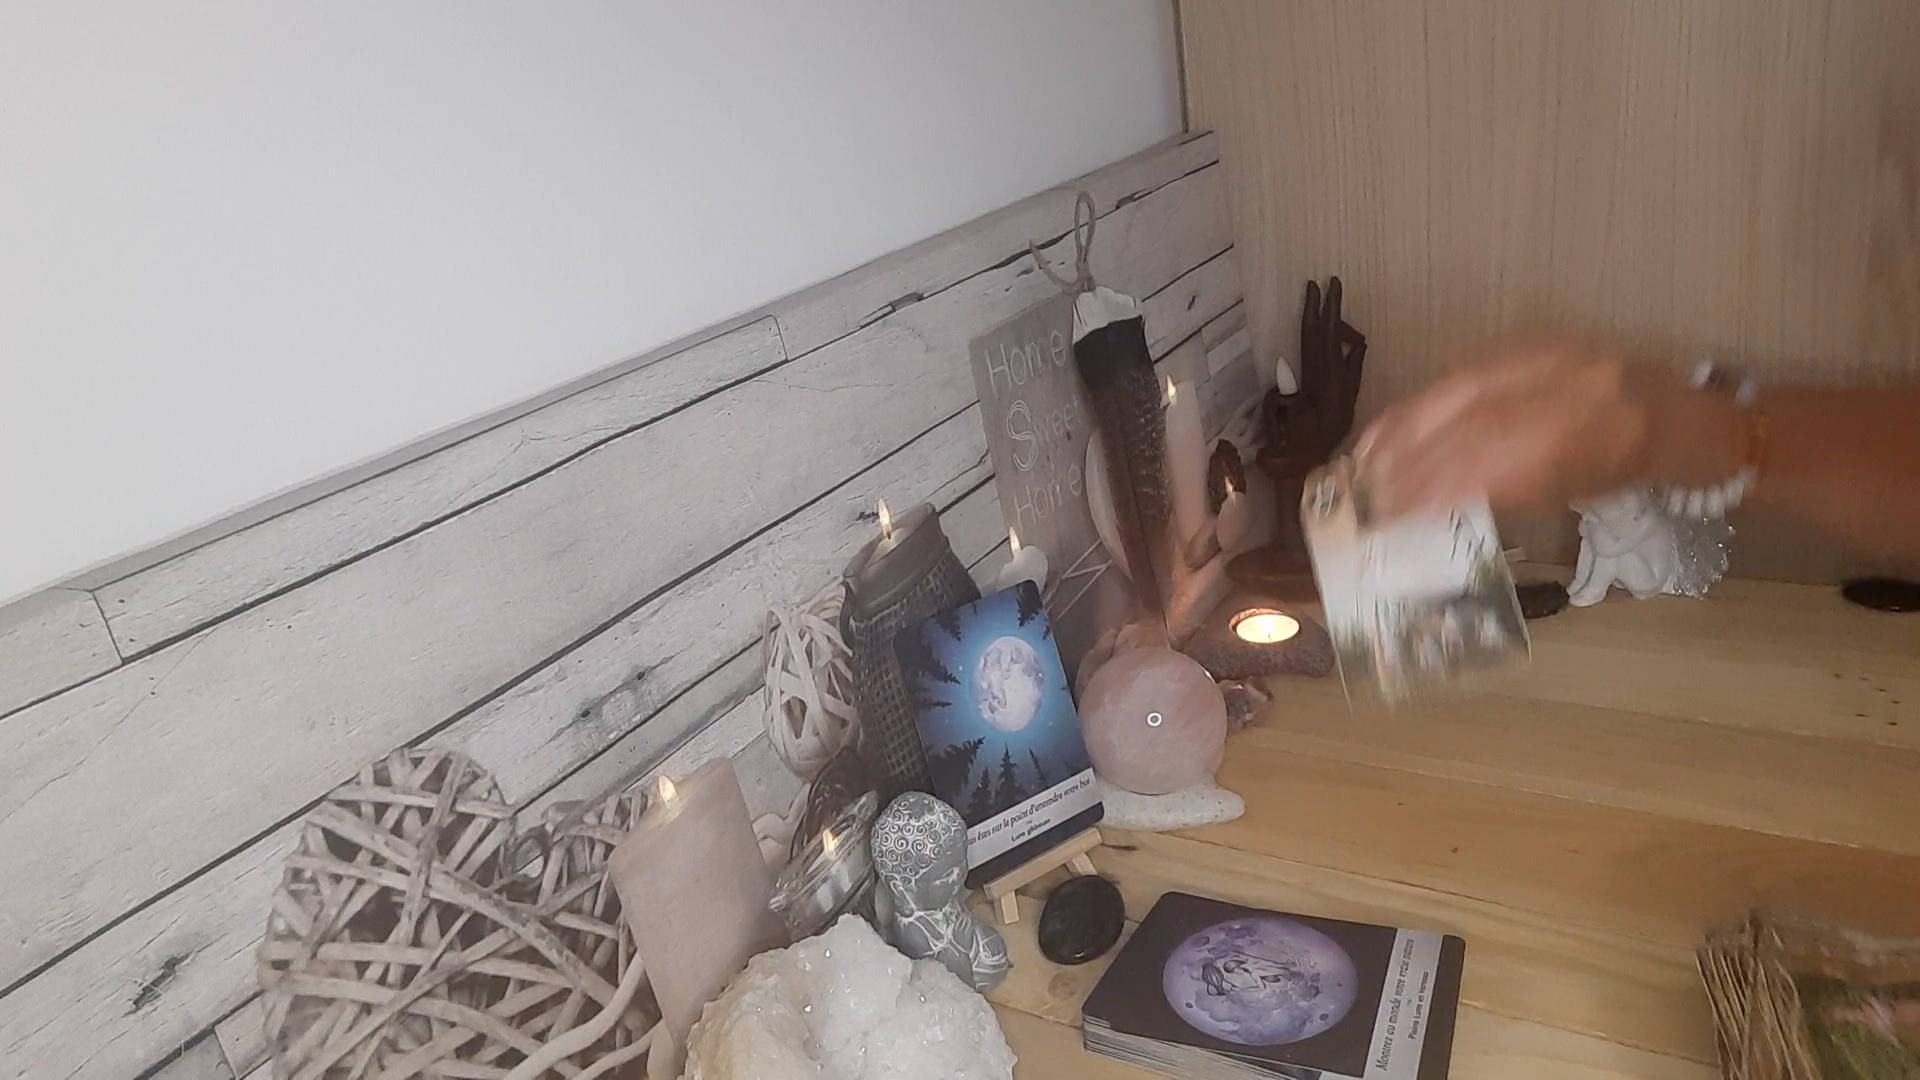 Home
Sweet
Home
êtes sur le point d'atteindre votre but
Lune gibbeuse
Montrez au monde votre vraie nature
Pleine Lune en Verseau